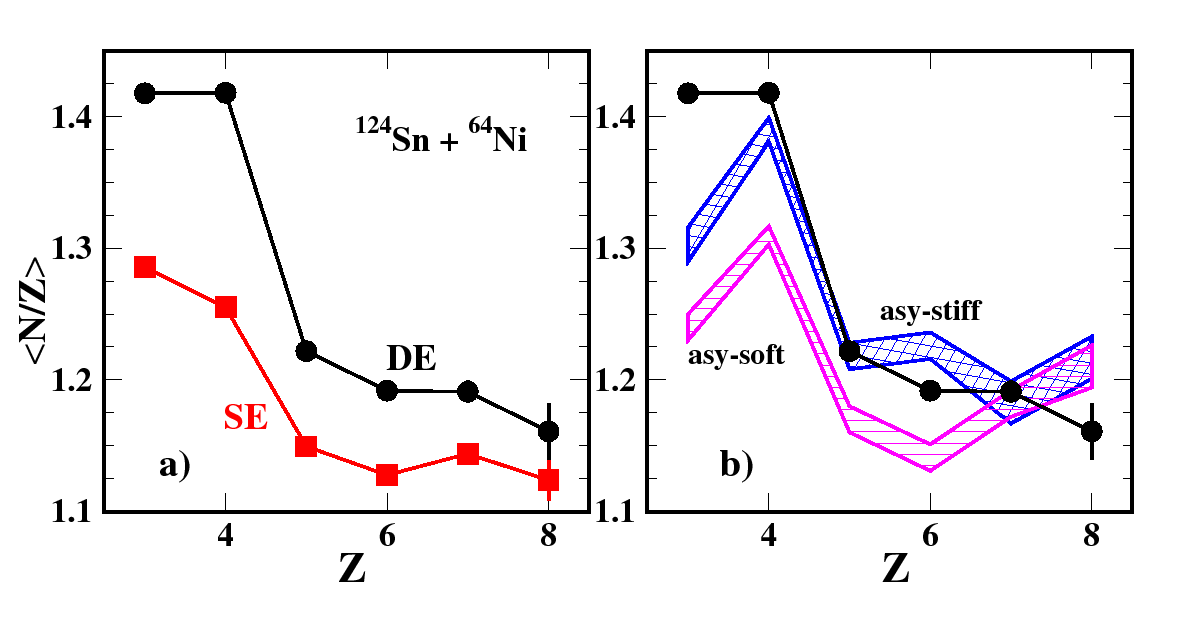 1.4
1.3
1.2
1.1
<N/Z>
¹²⁴Sn + ⁶⁴Ni
DE
SE
a)
4
6
8
Z
1.4
1.3
1.2
1.1
asy-stiff
asy-soft
b)
4
6
8
Z